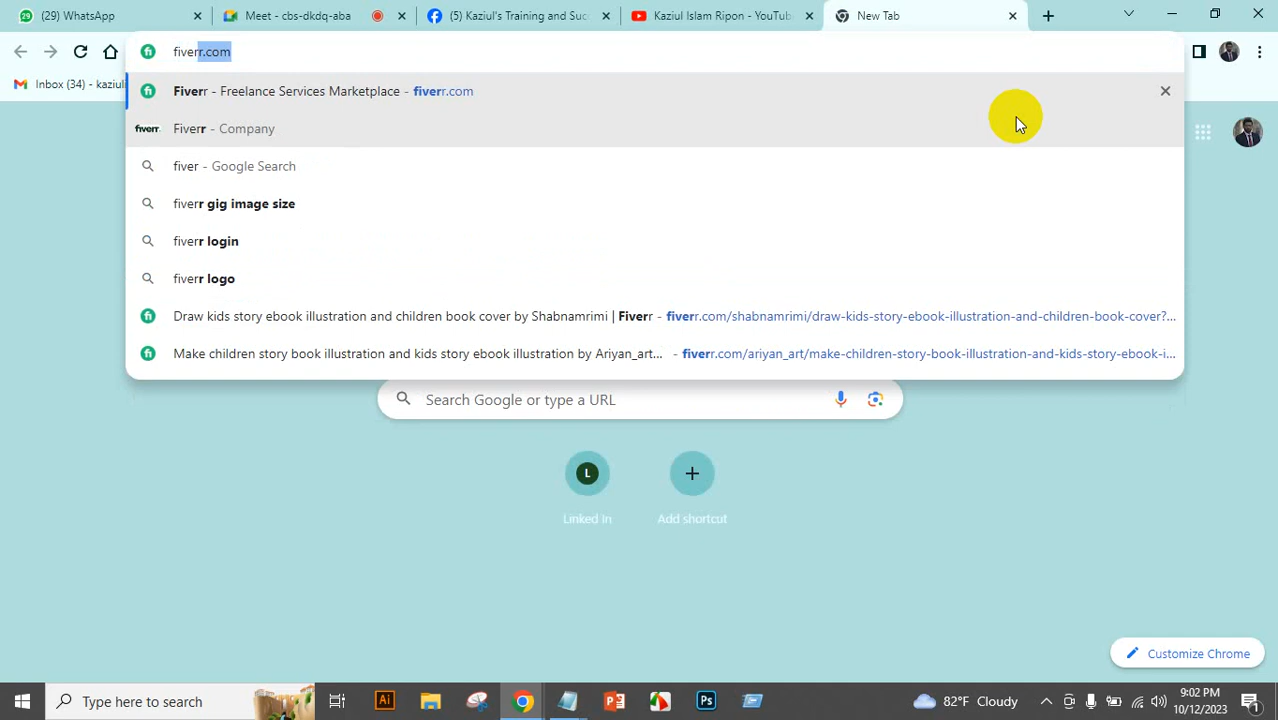 (29) WhatsApp
Meet - cbs-dkdq-aba
(5) Kaziul's Training and Suc
Kaziul Islam Ripon - YouTub
New Tab
fiverr.com
Inbox (34) - kaziul
Fiverr - Freelance Services Marketplace - fiverr.com
fiverr. Fiverr - Company
fiver - Google Search
fiverr gig image size
fiverr login
fiverr logo
Draw kids story ebook illustration and children book cover by Shabnamrimi | Fiverr - fiverr.com/shabnamrimi/draw-kids-story-ebook-illustration-and-children-book-cover?...
Make children story book illustration and kids story ebook illustration by Ariyan_art... - fiverr.com/ariyan_art/make-children-story-book-illustration-and-kids-story-ebook-i...
Search Google or type a URL
L
Linked In
Add shortcut
Customize Chrome
Type here to search
Ai
Ps
82°F Cloudy
9:02 PM
10/12/2023
1